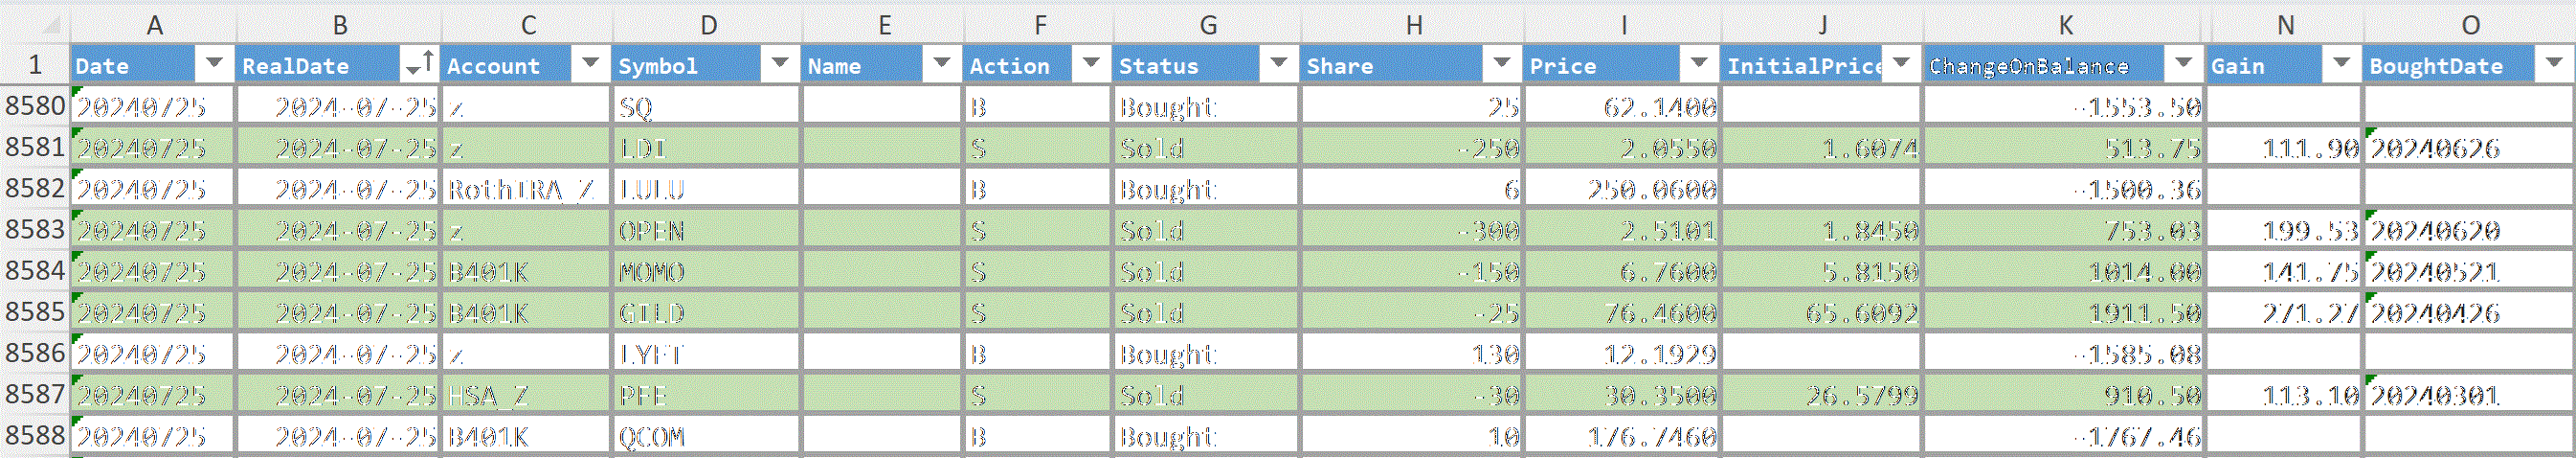 A B C D E F G H I J K N O
1 Date RealDate Account Symbol Name Action Status Share Price InitialPrice ChangeOnBalance Gain BoughtDate
8580 20240725 2024-07-25 z SQ B Bought 25 62.1400 -1553.50
8581 20240725 2024-07-25 z LDI S Sold -250 2.0550 1.6074 513.75 111.90 20240626
8582 20240725 2024-07-25 RothIRA_Z LULU B Bought 6 250.0600 -1500.36
8583 20240725 2024-07-25 z OPEN S Sold -300 2.5101 1.8450 753.03 199.53 20240620
8584 20240725 2024-07-25 B401K MOMO S Sold -150 6.7600 5.8150 1014.00 141.75 20240521
8585 20240725 2024-07-25 B401K GILD S Sold -25 76.4600 65.6092 1911.50 271.27 20240426
8586 20240725 2024-07-25 z LYFT B Bought 130 12.1929 -1585.08
8587 20240725 2024-07-25 HSA_Z PFE S Sold -30 30.3500 26.5799 910.50 113.10 20240301
8588 20240725 2024-07-25 B401K QCOM B Bought 10 176.7460 -1767.46